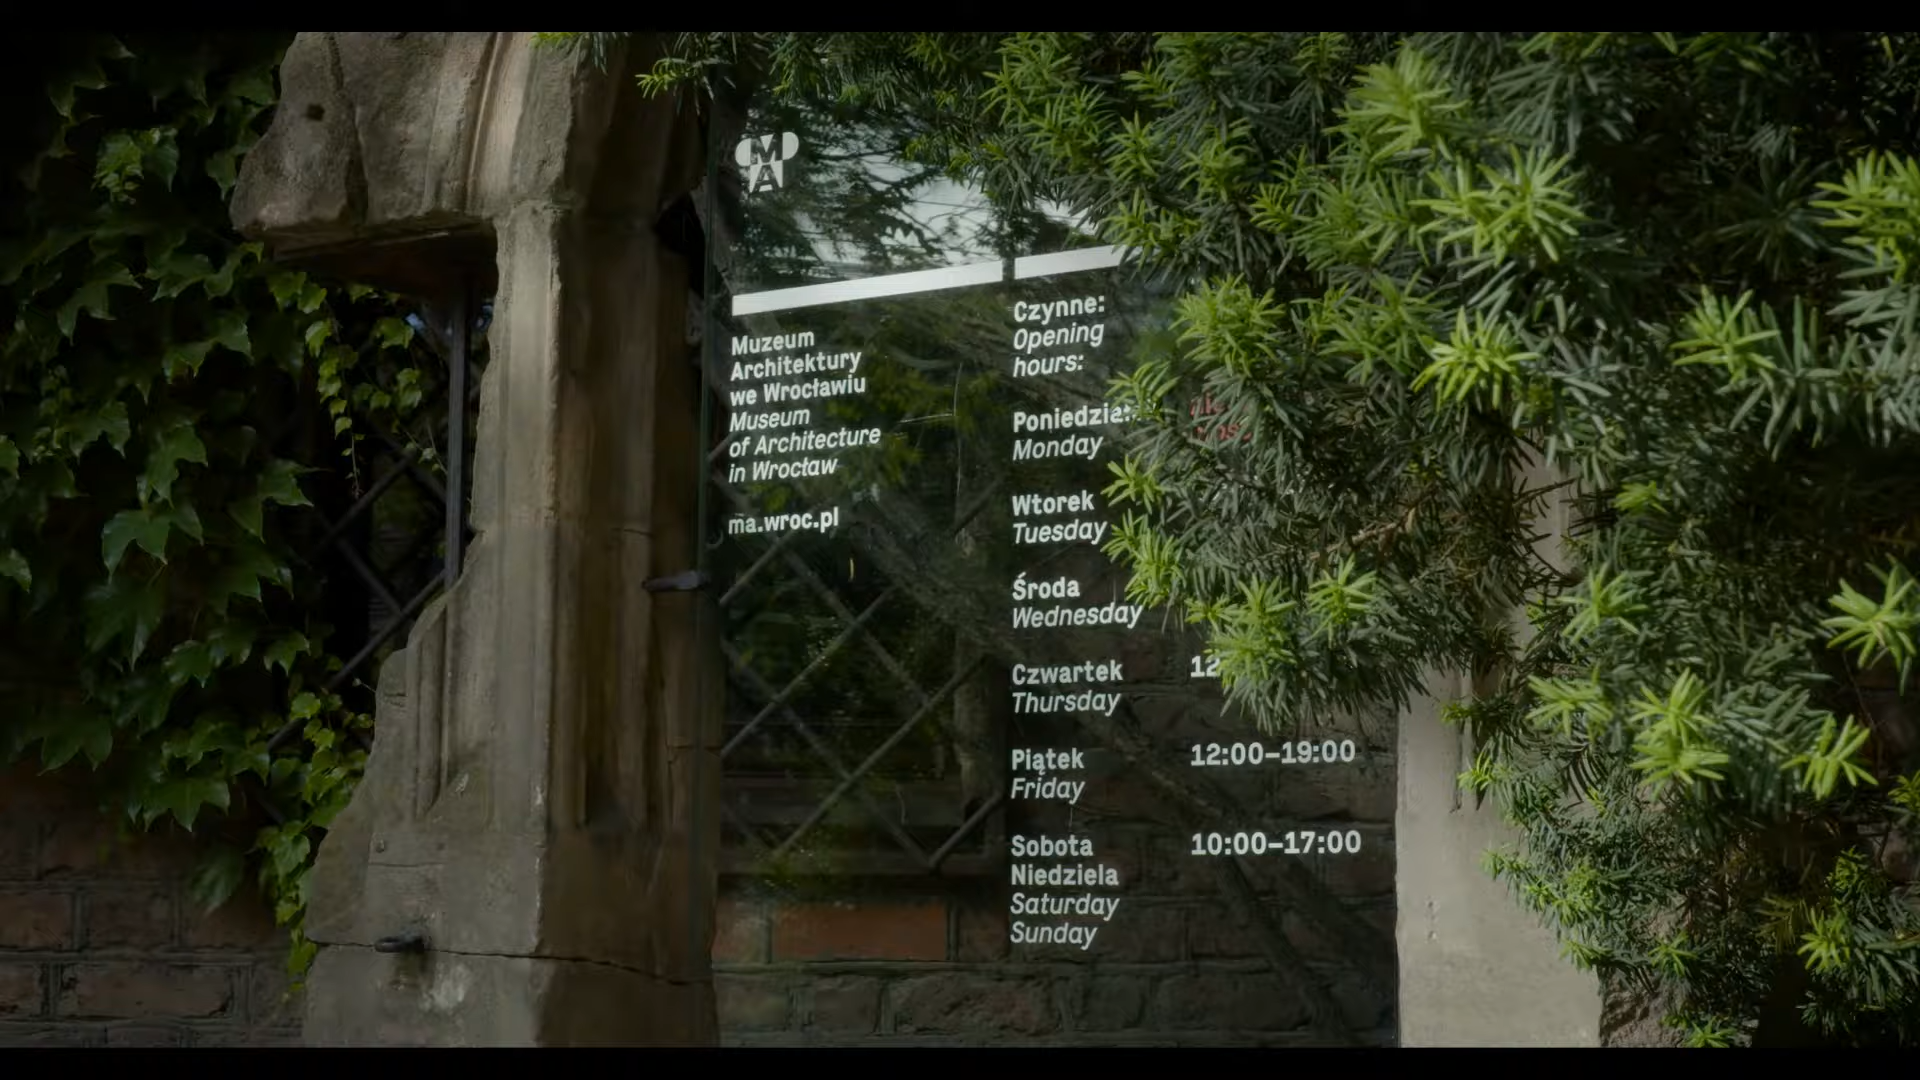 MA
Muzeum
Architektury
we Wrocławiu
Museum
of Architecture
in Wrocław
ma.wroc.pl
Czynne:
Opening
hours:
Monday
Wtorek
Tuesday
Środa
Wednesday
Czwartek
Thursday
Piątek 12:00–19:00
Friday
Sobota 10:00–17:00
Niedziela
Saturday
Sunday